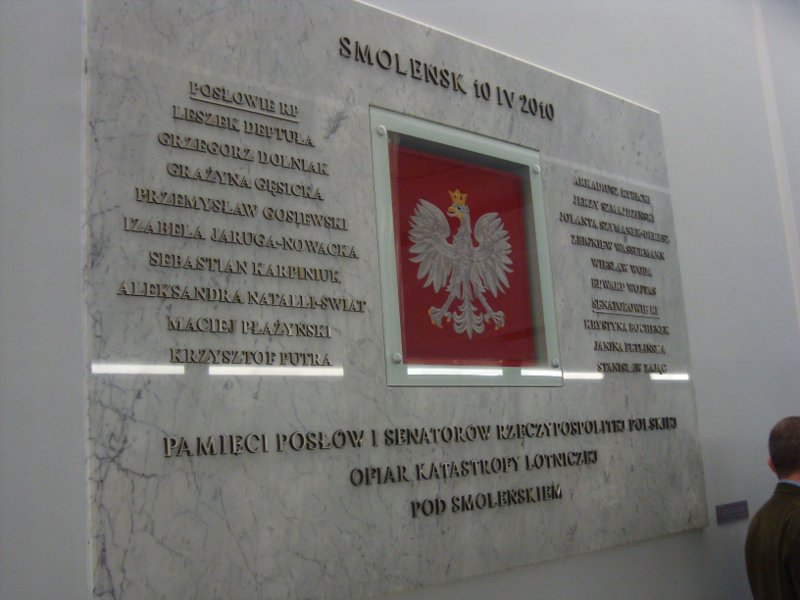 SMOLEŃSK 10 IV 2010
POSŁOWIE RP
LESZEK DEPTUŁA
GRZEGORZ DOLNIAK
GRAŻYNA GĘSICKA
PRZEMYSŁAW GOSIEWSKI
IZABELA JARUGA-NOWACKA
SEBASTIAN KARPINIUK
ALEKSANDRA NATALLI-ŚWIAT
MACIEJ PŁAŻYŃSKI
KRZYSZTOF PUTRA
ARKADIUSZ RYBICKI
JERZY SZMAJDZIŃSKI
JOLANTA SZYMANEK-DERESZ
ZBIGNIEW WASSERMANN
WIESŁAW WODA
EDWARD WOJTAS
SENATOROWIE RP
KRYSTYNA BOCHENEK
JANINA FETLIŃSKA
STANISŁAW ZAJĄC
PAMIĘCI POSŁÓW I SENATORÓW RZECZYPOSPOLITEJ POLSKIEJ
OFIAR KATASTROFY LOTNICZEJ
POD SMOLEŃSKIEM